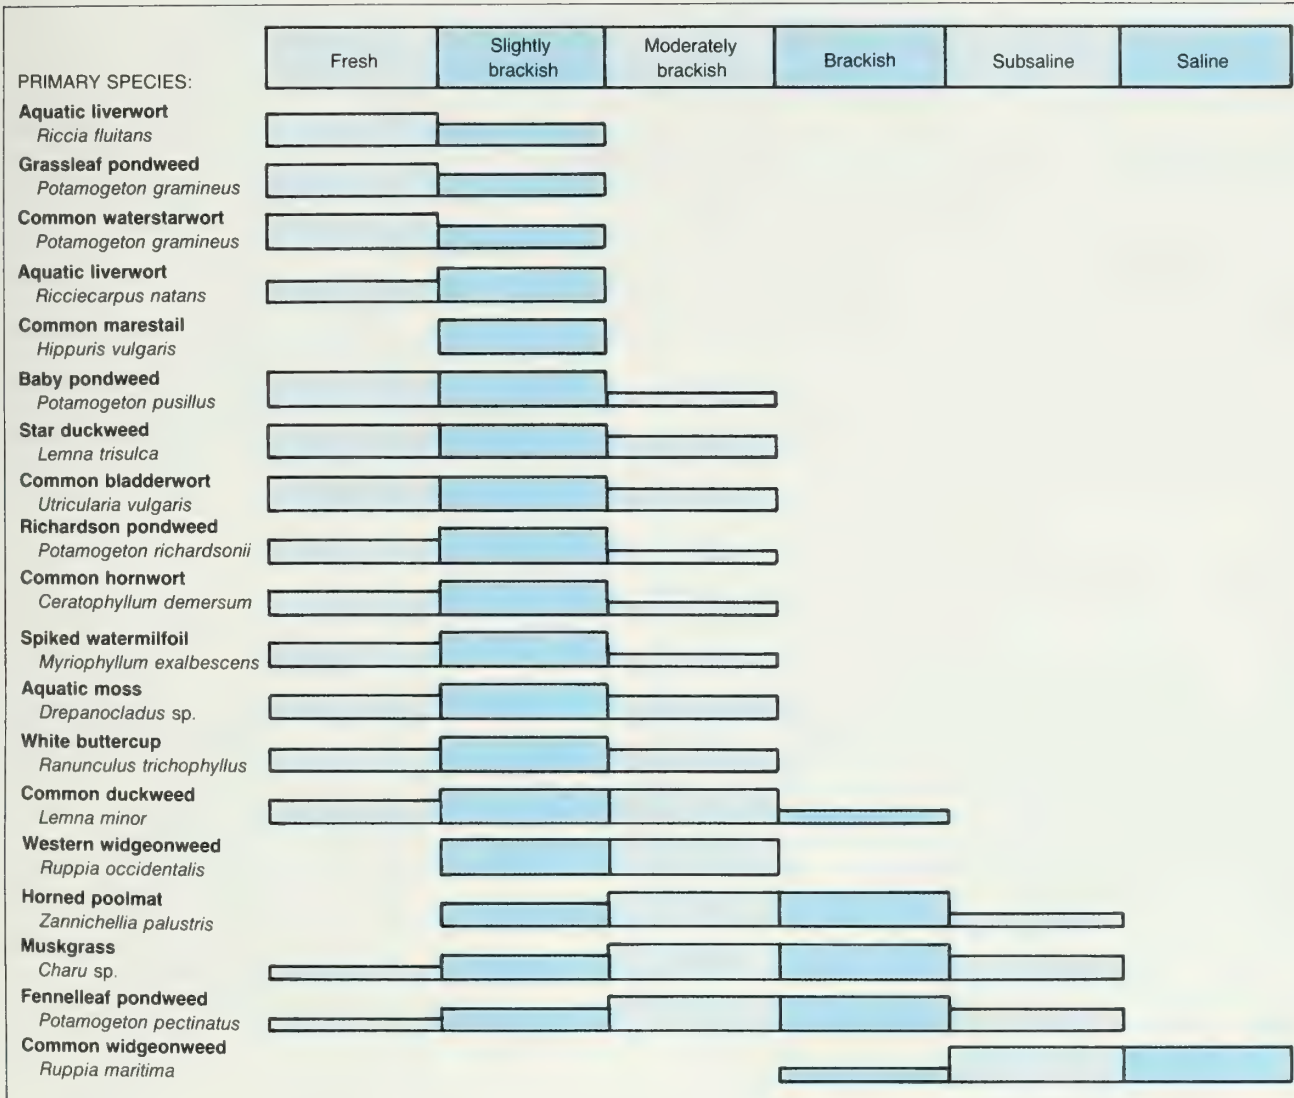 Fresh
Slightly
brackish
Moderately
brackish
Brackish
Subsaline
Saline
PRIMARY SPECIES:
Aquatic liverwort
Riccia fluitans
Grassleaf pondweed
Potamogeton gramineus
Common waterstarwort
Potamogeton gramineus
Aquatic liverwort
Ricciecarpus natans
Common marestail
Hippuris vulgaris
Baby pondweed
Potamogeton pusillus
Star duckweed
Lemna trisulca
Common bladderwort
Utricularia vulgaris
Richardson pondweed
Potamogeton richardsonii
Common hornwort
Ceratophyllum demersum
Spiked watermilfoil
Myriophyllum exalbescens
Aquatic moss
Drepanocladus sp.
White buttercup
Ranunculus trichophyllus
Common duckweed
Lemna minor
Western widgeonweed
Ruppia occidentalis
Horned poolmat
Zannichellia palustris
Muskgrass
Charu sp.
Fennelleaf pondweed
Potamogeton pectinatus
Common widgeonweed
Ruppia maritima